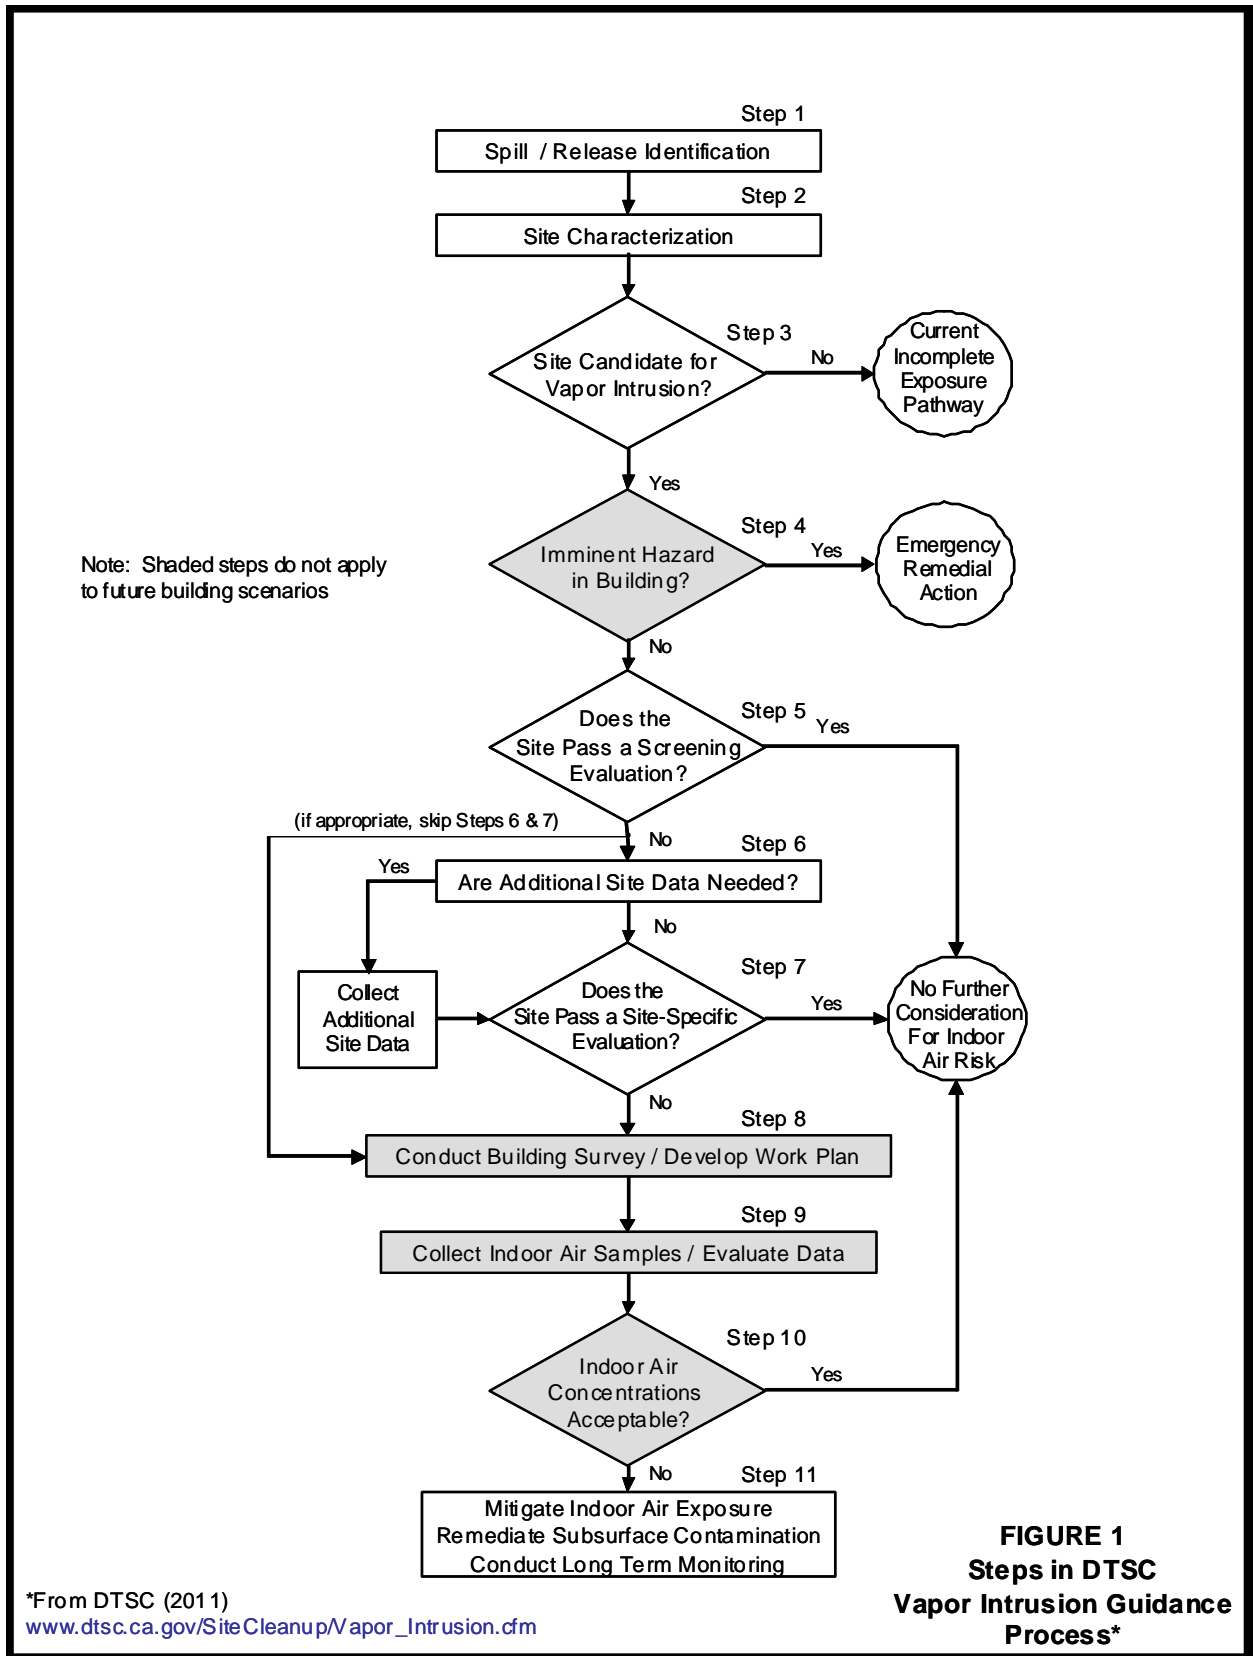 Step 1
Spill / Release Identification
Step 2
Site Characterization
Step 3
Site Candidate for
Vapor Intrusion?
No
Current
Incomplete
Exposure
Pathway
Yes
Step 4
Imminent Hazard
in Building?
Yes
Emergency
Remedial
Action
Note: Shaded steps do not apply
to future building scenarios
No
Step 5
Does the
Site Pass a Screening
Evaluation?
Yes
(if appropriate, skip Steps 6 & 7)
No
Step 6
Are Additional Site Data Needed?
Yes
No
Collect
Additional
Site Data
Step 7
Does the
Site Pass a Site-Specific
Evaluation?
Yes
No Further
Consideration
For Indoor
Air Risk
No
Step 8
Conduct Building Survey / Develop Work Plan
Step 9
Collect Indoor Air Samples / Evaluate Data
Step 10
Indoor Air
Concentrations
Acceptable?
Yes
No
Step 11
Mitigate Indoor Air Exposure
Remediate Subsurface Contamination
Conduct Long Term Monitoring
FIGURE 1
Steps in DTSC
Vapor Intrusion Guidance
Process*
*From DTSC (2011)
www.dtsc.ca.gov/SiteCleanup/Vapor_Intrusion.cfm